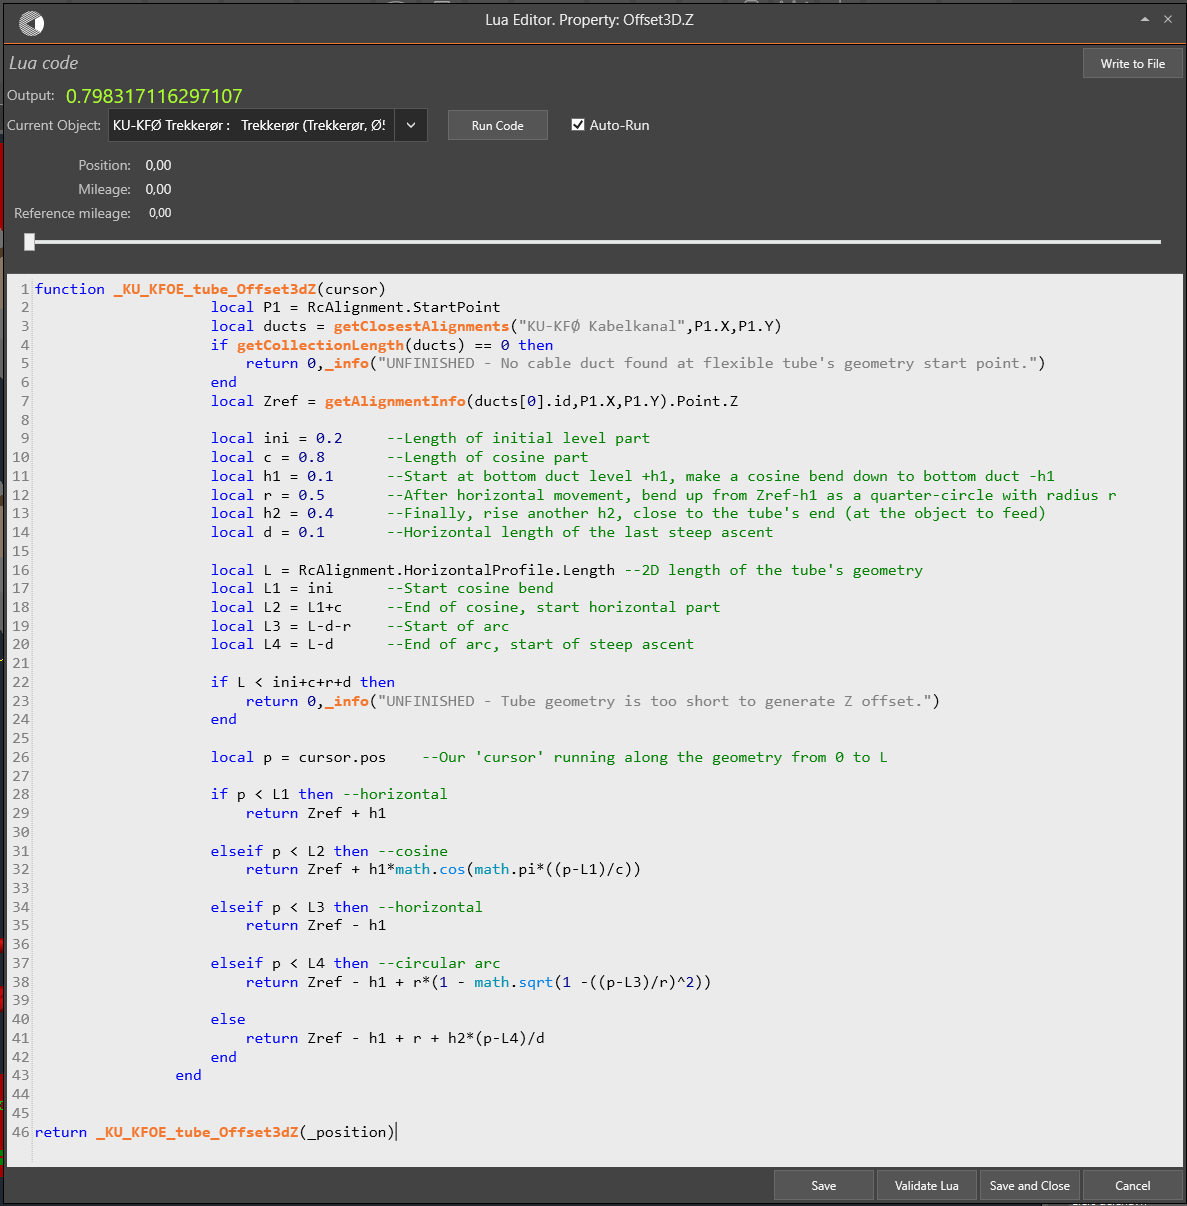 Lua Editor. Property: Offset3D.Z
Lua code
Write to File
Output: 0.798317116297107
Current Object: KU-KFØ Trekkerør : Trekkerør (Trekkerør, Ø5
Run Code
Auto-Run
Position: 0,00
Mileage: 0,00
Reference mileage: 0,00
1 function _KU_KFOE_tube_Offset3dZ(cursor)
2 local P1 = RcAlignment.StartPoint
3 local ducts = getClosestAlignments("KU-KFØ Kabelkanal",P1.X,P1.Y)
4 if getCollectionLength(ducts) == 0 then
5 return 0,_info("UNFINISHED - No cable duct found at flexible tube's geometry start point.")
6 end
7 local Zref = getAlignmentInfo(ducts[0].id,P1.X,P1.Y).Point.Z
8
9 local ini = 0.2 --Length of initial level part
10 local c = 0.8 --Length of cosine part
11 local h1 = 0.1 --Start at bottom duct level +h1, make a cosine bend down to bottom duct -h1
12 local r = 0.5 --After horizontal movement, bend up from Zref-h1 as a quarter-circle with radius r
13 local h2 = 0.4 --Finally, rise another h2, close to the tube's end (at the object to feed)
14 local d = 0.1 --Horizontal length of the last steep ascent
15
16 local L = RcAlignment.HorizontalProfile.Length --2D length of the tube's geometry
17 local L1 = ini --Start cosine bend
18 local L2 = L1+c --End of cosine, start horizontal part
19 local L3 = L-d-r --Start of arc
20 local L4 = L-d --End of arc, start of steep ascent
21
22 if L < ini+c+r+d then
23 return 0,_info("UNFINISHED - Tube geometry is too short to generate Z offset.")
24 end
25
26 local p = cursor.pos --Our 'cursor' running along the geometry from 0 to L
27
28 if p < L1 then --horizontal
29 return Zref + h1
30
31 elseif p < L2 then --cosine
32 return Zref + h1*math.cos(math.pi*((p-L1)/c))
33
34 elseif p < L3 then --horizontal
35 return Zref - h1
36
37 elseif p < L4 then --circular arc
38 return Zref - h1 + r*(1 - math.sqrt(1 -((p-L3)/r)^2))
39
40 else
41 return Zref - h1 + r + h2*(p-L4)/d
42 end
43 end
44
45
46 return _KU_KFOE_tube_Offset3dZ(_position)
Save
Validate Lua
Save and Close
Cancel